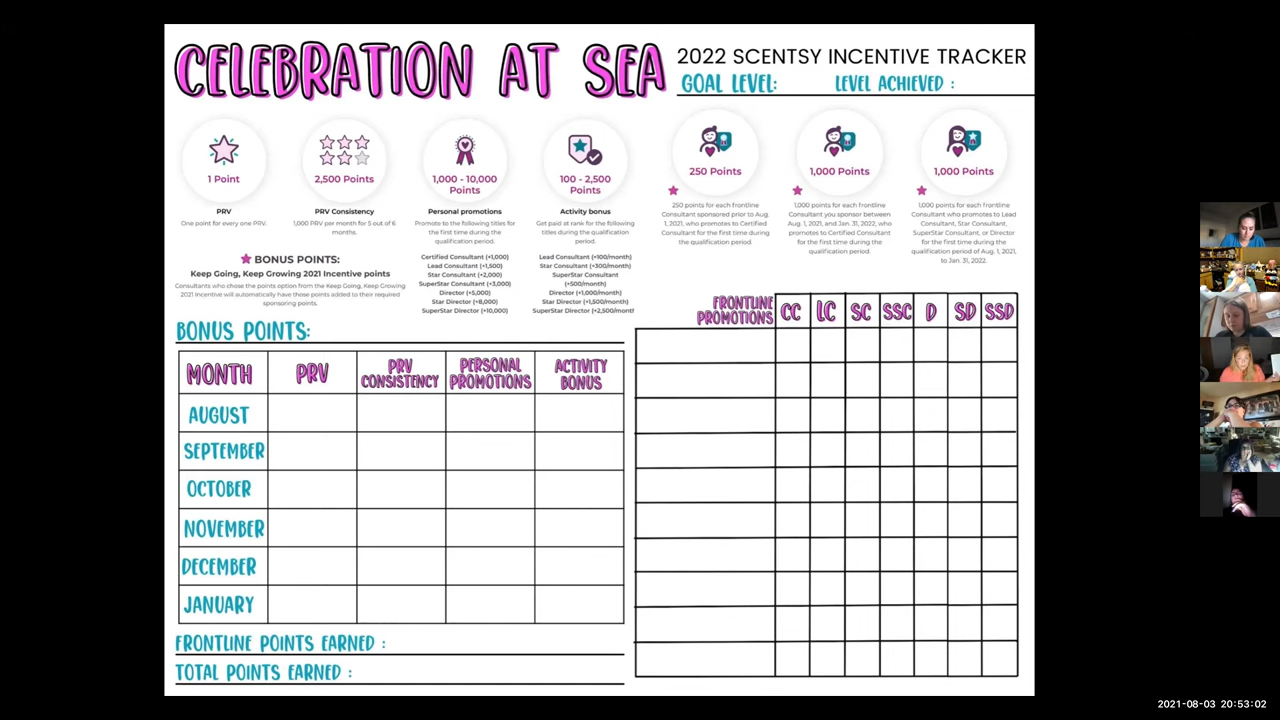 CELEBRATION AT SEA
2022 SCENTSY INCENTIVE TRACKER
GOAL LEVEL:
LEVEL ACHIEVED :
1 Point
PRV
One point for every one PRV.
2,500 Points
PRV Consistency
1,000 PRV per month for 5 out of 6
months.
1,000 - 10,000
Points
Personal promotions
Promote to the following titles for
the first time during the
qualification period.
Certified Consultant (+1,000)
Lead Consultant (+1,500)
Star Consultant (+2,000)
SuperStar Consultant (+3,000)
Director (+5,000)
Star Director (+8,000)
SuperStar Director (+10,000)
100 - 2,500
Points
Activity bonus
Get paid at rank for the following
titles during the qualification
period.
Lead Consultant (+100/month)
Star Consultant (+300/month)
SuperStar Consultant
(+500/month)
Director (+1,000/month)
Star Director (+1,500/month)
SuperStar Director (+2,500/month
250 Points
250 points for each frontline
Consultant sponsored prior to Aug.
1, 2021, who promotes to Certified
Consultant for the first time during
the qualification period.
1,000 Points
1,000 points for each frontline
Consultant you sponsor between
Aug. 1, 2021, and Jan. 31, 2022, who
promotes to Certified Consultant
for the first time during the
qualification period.
1,000 Points
1,000 points for each frontline
Consultant who promotes to Lead
Consultant, Star Consultant,
SuperStar Consultant, or Director
for the first time during the
qualification period of Aug. 1, 2021,
to Jan. 31, 2022.
BONUS POINTS:
Keep Going, Keep Growing 2021 Incentive points
Consultants who chose the points option from the Keep Going, Keep Growing
2021 Incentive will automatically have those points added to their required
sponsoring points.
BONUS POINTS:
MONTH PRV PRV CONSISTENCY PERSONAL PROMOTIONS ACTIVITY BONUS
AUGUST
SEPTEMBER
OCTOBER
NOVEMBER
DECEMBER
JANUARY
FRONTLINE POINTS EARNED :
TOTAL POINTS EARNED :
FRONTLINE PROMOTIONS CC LC SC SSC D SD SSD
2021-08-03 20:53:02